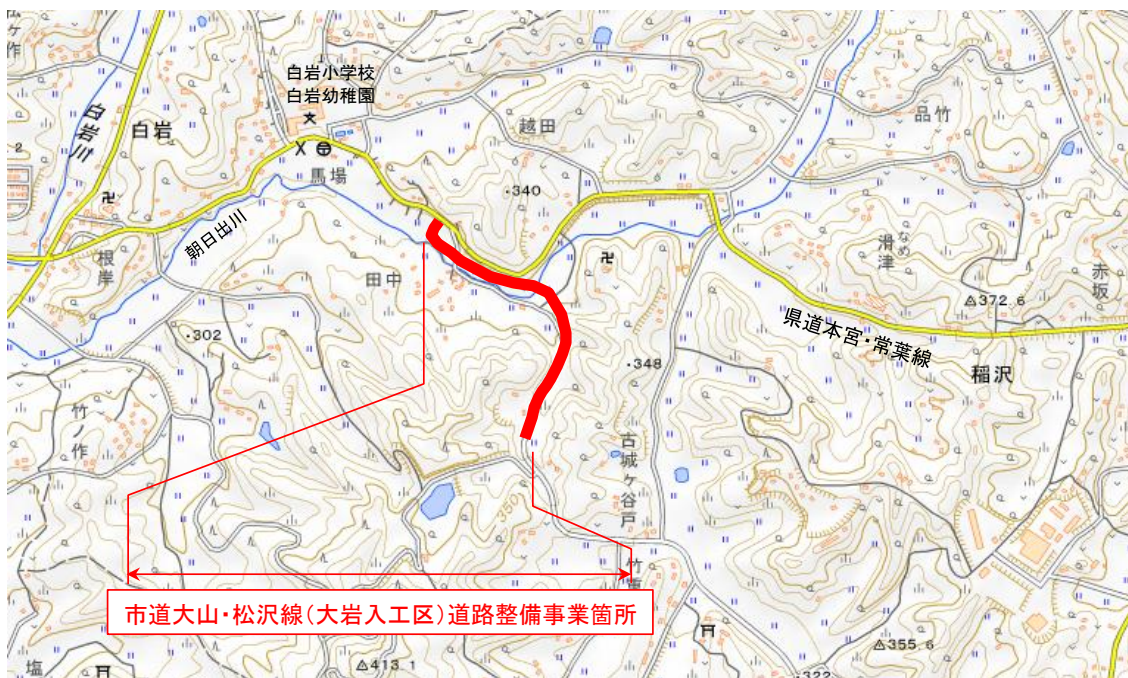 白岩小学校
白岩幼稚園
白岩川
白岩
馬場
越田
品竹
・340
朝日出川
根岸
田中
滑津
なめ
赤坂
△372.6
県道本宮・常葉線
稲沢
・302
・348
竹ノ作
古城ヶ谷戸
350
市道大山・松沢線(大岩入工区)道路整備事業箇所
△355.6
△413.1
・322
塩